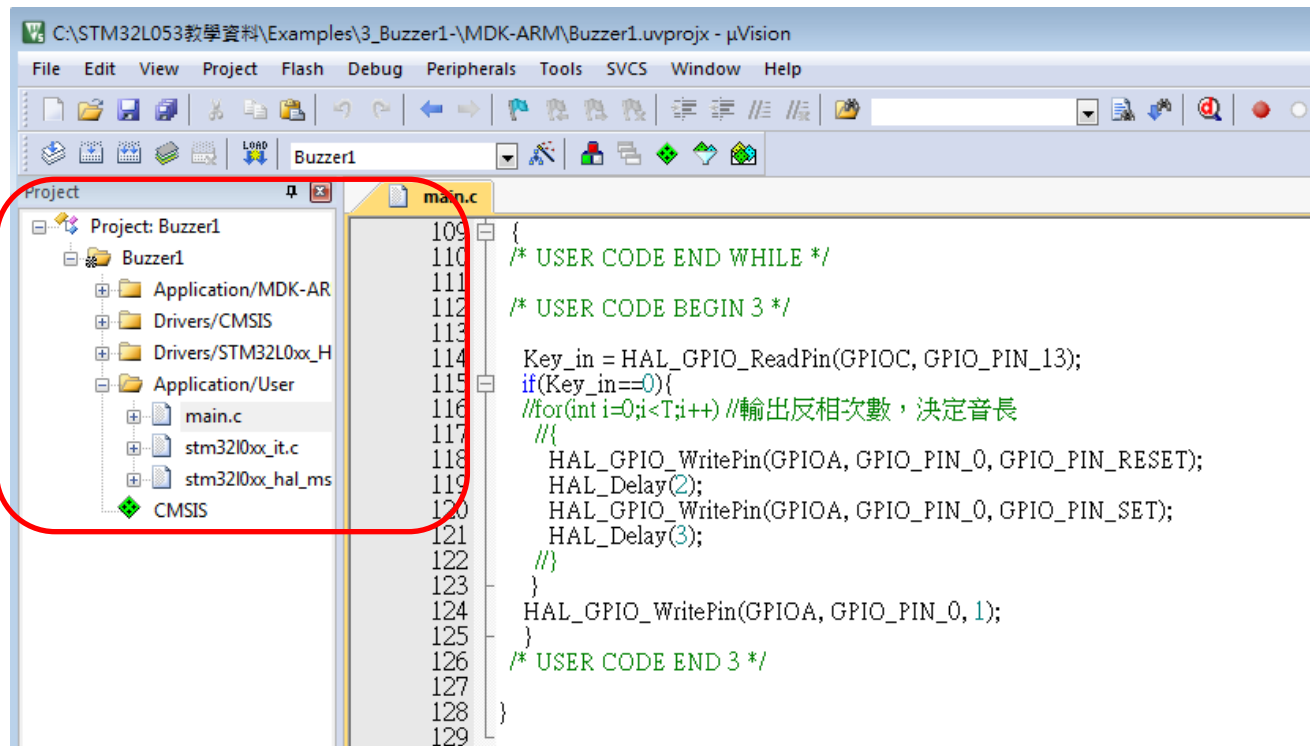 C:\STM32L053教學資料\Examples\3_Buzzer1-\MDK-ARM\Buzzer1.uvprojx - µVision
File Edit View Project Flash Debug Peripherals Tools SVCS Window Help
LOAD
Buzzer1
Project
main.c
Project: Buzzer1
Buzzer1
Application/MDK-AR
Drivers/CMSIS
Drivers/STM32L0xx_H
Application/User
main.c
stm32l0xx_it.c
stm32l0xx_hal_ms
CMSIS
109 {
110 /* USER CODE END WHILE */
111
112 /* USER CODE BEGIN 3 */
113
114 Key_in = HAL_GPIO_ReadPin(GPIOC, GPIO_PIN_13);
115 if(Key_in==0){
116 //for(int i=0;i<T;i++) //輸出反相次數，決定音長
117 //{
118 HAL_GPIO_WritePin(GPIOA, GPIO_PIN_0, GPIO_PIN_RESET);
119 HAL_Delay(2);
120 HAL_GPIO_WritePin(GPIOA, GPIO_PIN_0, GPIO_PIN_SET);
121 HAL_Delay(3);
122 //}
123 }
124 HAL_GPIO_WritePin(GPIOA, GPIO_PIN_0, 1);
125 }
126 /* USER CODE END 3 */
127
128 }
129